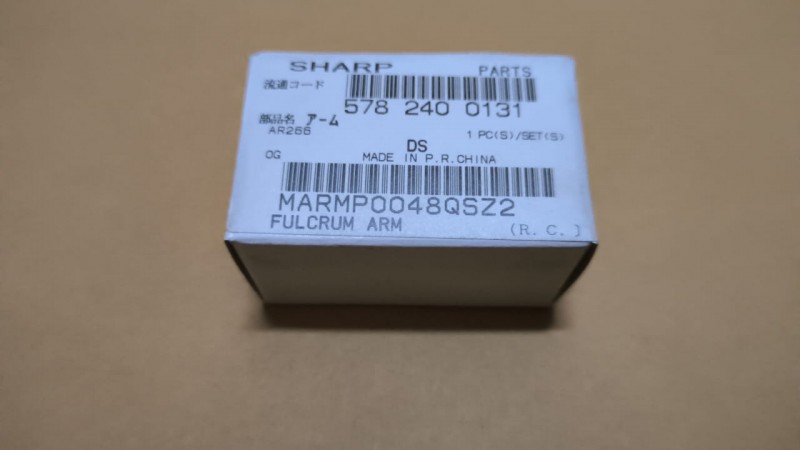 SHARP PARTS
流通コード
578 240 0131
部品名 アーム
AR266
1 PC(S)/SET(S)
DS
OG MADE IN P.R.CHINA
MARMP0048QSZ2
FULCRUM ARM
(R. C. )